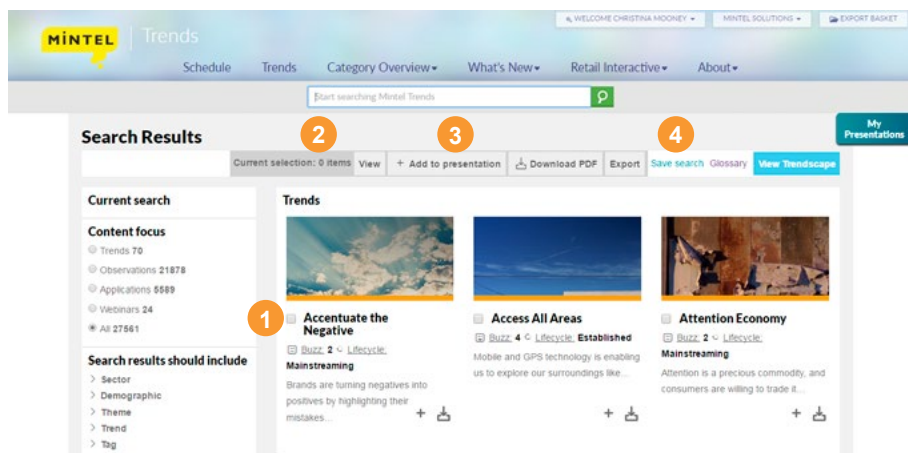 WELCOME CHRISTINA MOONEY
MINTEL SOLUTIONS
EXPORT BASKET
MiNTEL
Trends
Schedule
Trends
Category Overview
What's New
Retail Interactive
About
Start searching Mintel Trends
My
Presentations
Search Results
2
3
4
Current selection: 0 items
View
+ Add to presentation
Download PDF
Export
Save search
Glossary
View Trendscape
Current search
Content focus
Trends 70
Observations 21878
Applications 5589
Webinars 24
All 27561
Search results should include
> Sector
> Demographic
> Theme
> Trend
> Tag
Trends
1
Accentuate the
Negative
Buzz: 2 Lifecycle:
Mainstreaming
Brands are turning negatives into
positives by highlighting their
mistakes...
+
Access All Areas
Buzz: 4 Lifecycle: Established
Mobile and GPS technology is enabling
us to explore our surroundings like...
+
Attention Economy
Buzz: 2 Lifecycle:
Mainstreaming
Attention is a precious commodity, and
consumers are willing to trade it...
+